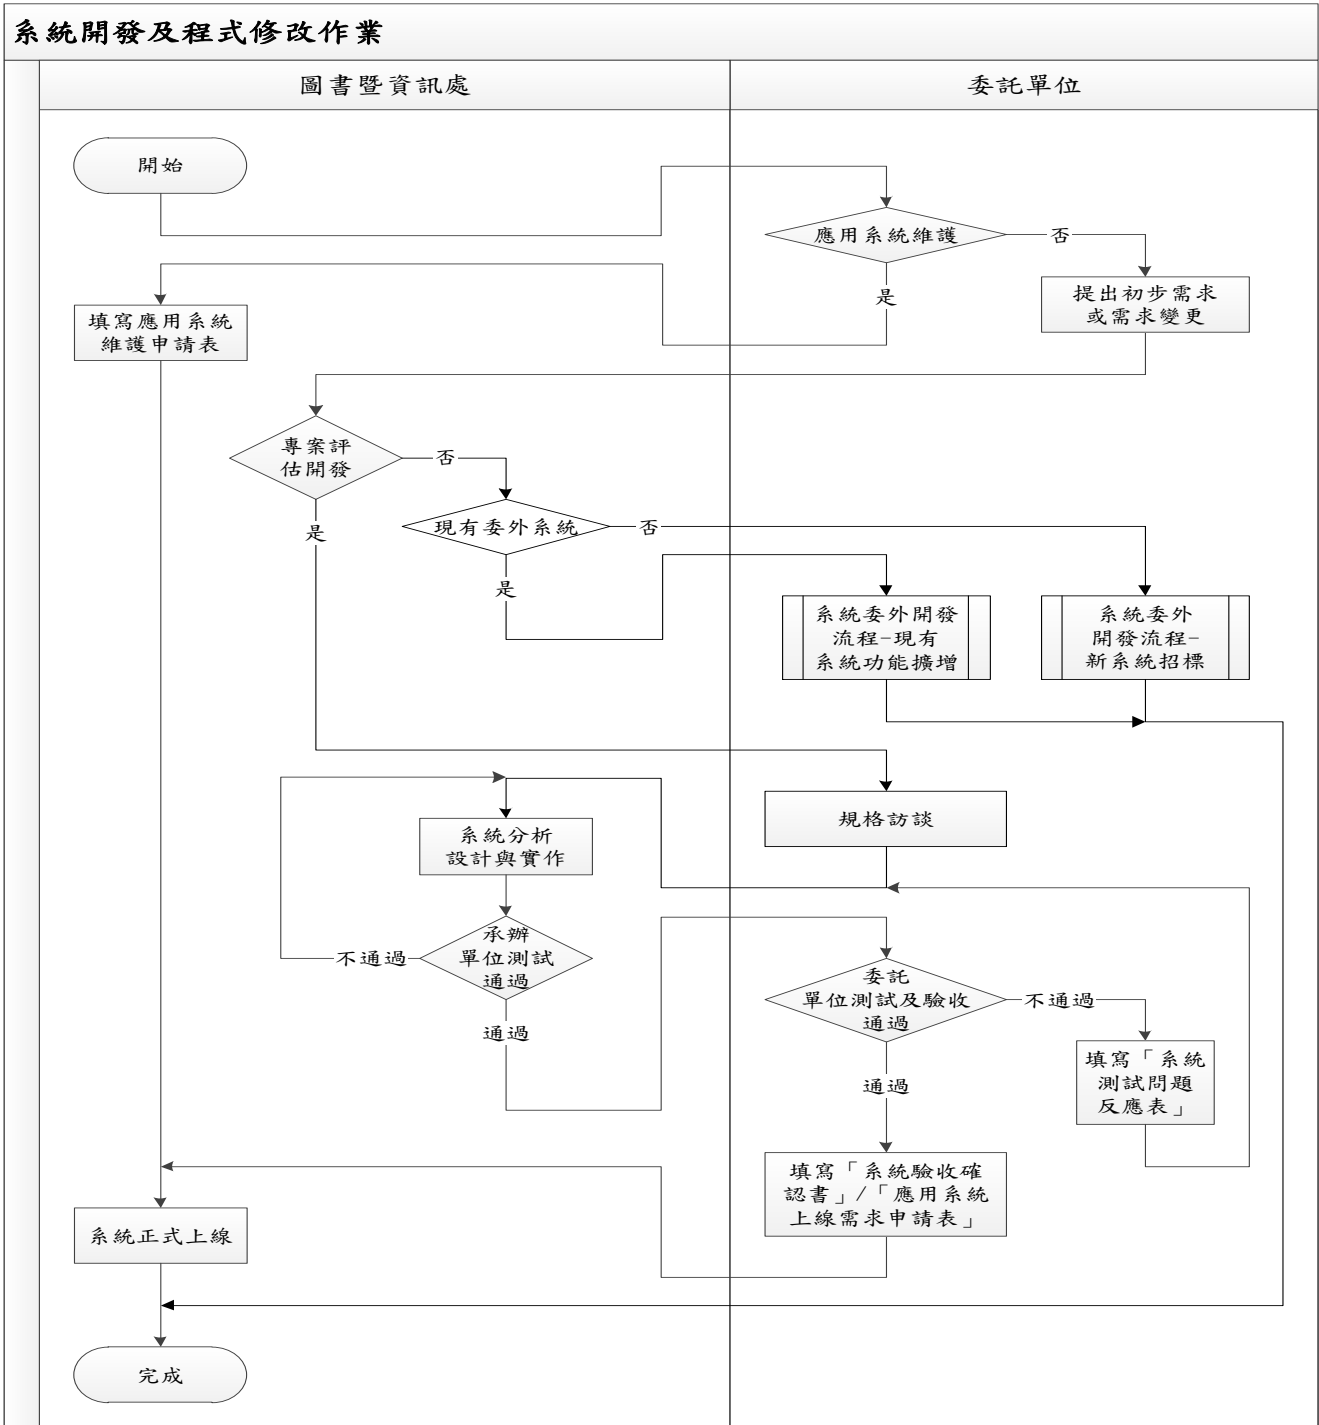 系統開發及程式修改作業
圖書暨資訊處
委託單位
開始
應用系統維護
否
是
提出初步需求
或需求變更
填寫應用系統
維護申請表
專案評
估開發
否
是
現有委外系統
否
是
系統委外開發
流程-現有
系統功能擴增
系統委外
開發流程-
新系統招標
規格訪談
系統分析
設計與實作
承辦
單位測試
通過
不通過
通過
委託
單位測試及驗收
通過
不通過
通過
填寫「系統
測試問題
反應表」
填寫「系統驗收確
認書」/「應用系統
上線需求申請表」
系統正式上線
完成